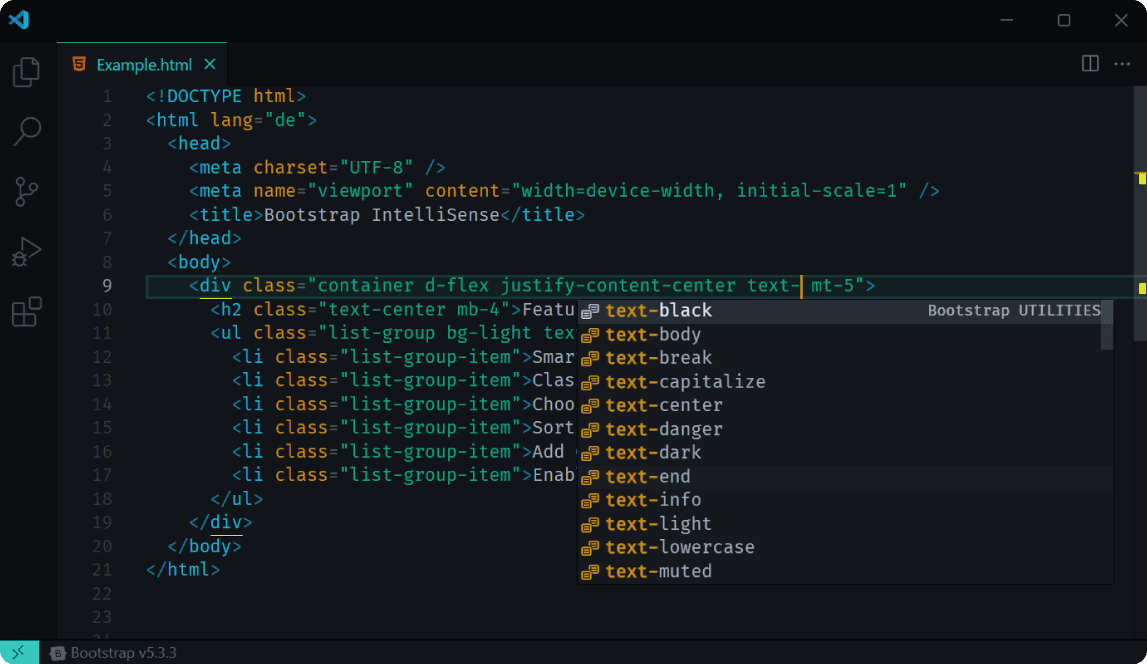 Example.html
1 <!DOCTYPE html>
2 <html lang="de">
3 <head>
4 <meta charset="UTF-8" />
5 <meta name="viewport" content="width=device-width, initial-scale=1" />
6 <title>Bootstrap IntelliSense</title>
7 </head>
8 <body>
9 <div class="container d-flex justify-content-center text- mt-5">
10 <h2 class="text-center mb-4">Featu
11 <ul class="list-group bg-light tex
12 <li class="list-group-item">Smar
13 <li class="list-group-item">Clas
14 <li class="list-group-item">Choo
15 <li class="list-group-item">Sort
16 <li class="list-group-item">Add
17 <li class="list-group-item">Enab
18 </ul>
19 </div>
20 </body>
21 </html>
22
23
text-black Bootstrap UTILITIES
text-body
text-break
text-capitalize
text-center
text-danger
text-dark
text-end
text-info
text-light
text-lowercase
text-muted
B Bootstrap v5.3.3